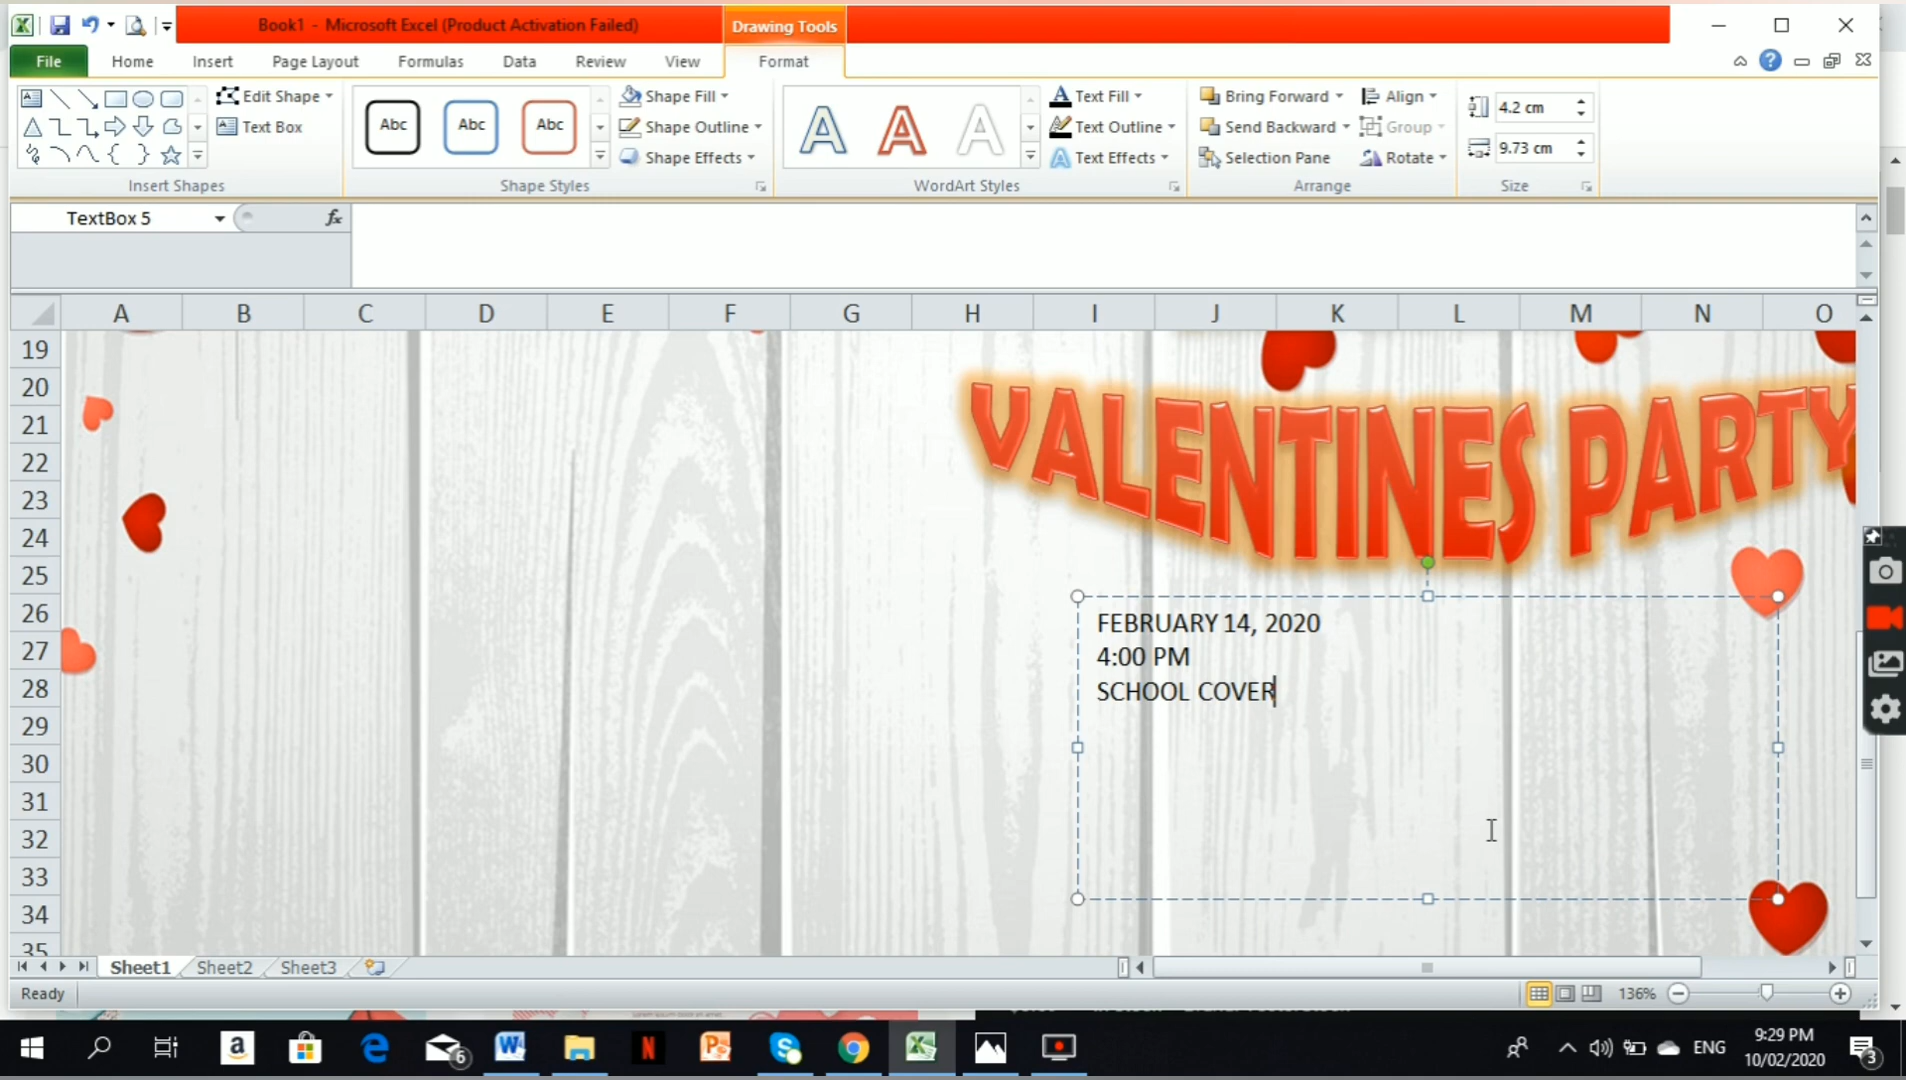 Book1 - Microsoft Excel (Product Activation Failed)
Drawing Tools
File Home Insert Page Layout Formulas Data Review View Format
Edit Shape
Text Box
Insert Shapes
Abc Abc Abc
Shape Fill
Shape Outline
Shape Effects
Shape Styles
A A A
Text Fill
Text Outline
Text Effects
WordArt Styles
Bring Forward
Send Backward
Selection Pane
Align
Group
Rotate
Arrange
4.2 cm
9.73 cm
Size
TextBox 5
fx
A B C D E F G H I J K L M N O
19
20
21
22
23
24
25
26
27
28
29
30
31
32
33
34
35
VALENTINES PARTY
FEBRUARY 14, 2020
4:00 PM
SCHOOL COVER
Sheet1 Sheet2 Sheet3
Ready
136%
6
ENG
9:29 PM
10/02/2020
3